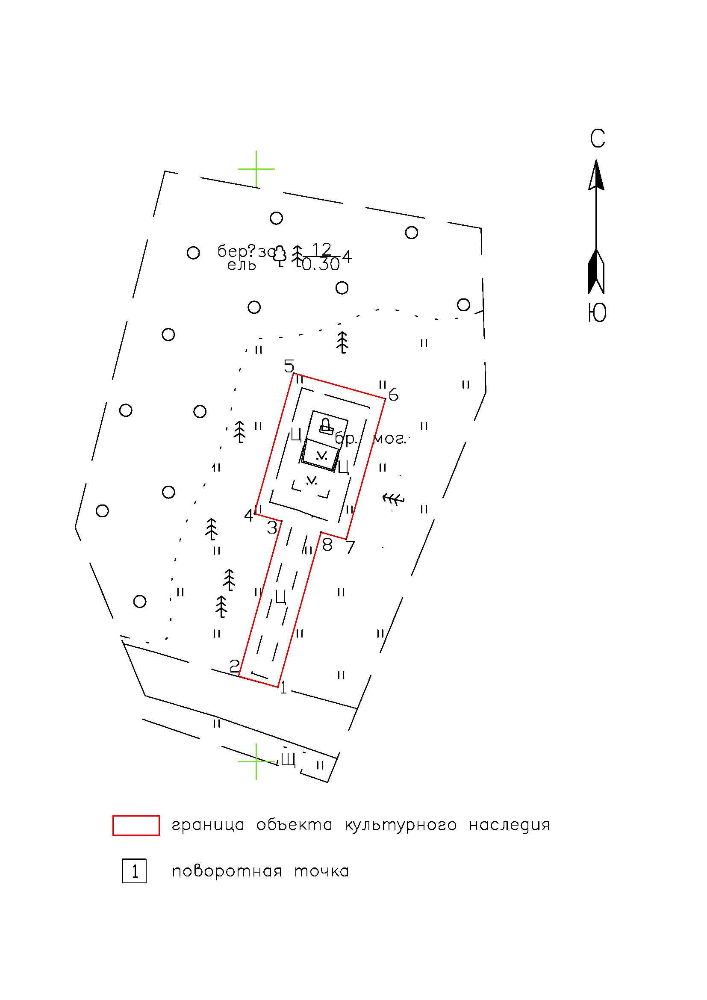 С
бер?за 12
ель 0.30 4
Ю
5
6
Ц бр. мог.
Ц
4
3
8
7
Ц
2
1
Щ
граница объекта культурного наследия
1 поворотная точка